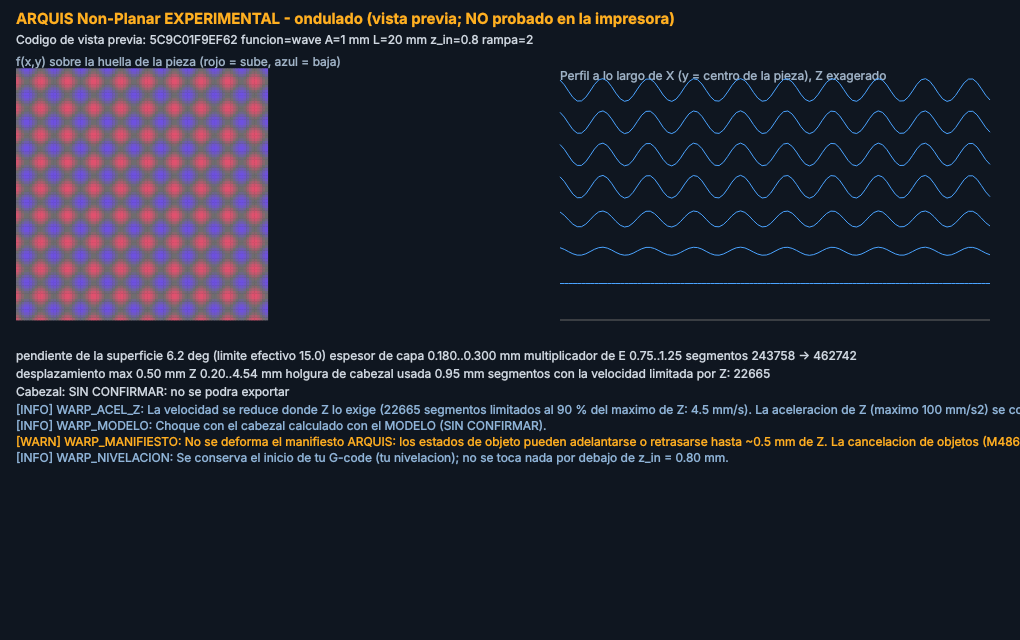 ARQUIS Non-Planar EXPERIMENTAL - ondulado (vista previa; NO probado en la impresora)
Codigo de vista previa: 5C9C01F9EF62 funcion=wave A=1 mm L=20 mm z_in=0.8 rampa=2
f(x,y) sobre la huella de la pieza (rojo = sube, azul = baja)
Perfil a lo largo de X (y = centro de la pieza), Z exagerado
pendiente de la superficie 6.2 deg (limite efectivo 15.0) espesor de capa 0.180..0.300 mm multiplicador de E 0.75..1.25 segmentos 243758 → 462742
desplazamiento max 0.50 mm Z 0.20..4.54 mm holgura de cabezal usada 0.95 mm segmentos con la velocidad limitada por Z: 22665
Cabezal: SIN CONFIRMAR: no se podra exportar
[INFO] WARP_ACEL_Z: La velocidad se reduce donde Z lo exige (22665 segmentos limitados al 90 % del maximo de Z: 4.5 mm/s). La aceleracion de Z (maximo 100 mm/s2) se co
[INFO] WARP_MODELO: Choque con el cabezal calculado con el MODELO (SIN CONFIRMAR).
[WARN] WARP_MANIFIESTO: No se deforma el manifiesto ARQUIS: los estados de objeto pueden adelantarse o retrasarse hasta ~0.5 mm de Z. La cancelacion de objetos (M486
[INFO] WARP_NIVELACION: Se conserva el inicio de tu G-code (tu nivelacion); no se toca nada por debajo de z_in = 0.80 mm.